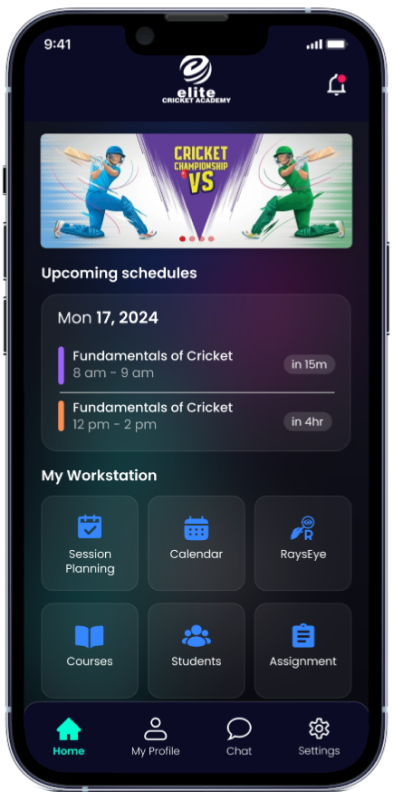 9:41
elite
CRICKET ACADEMY
CRICKET
CHAMPIONSHIP
VS
Upcoming schedules
Mon 17, 2024
Fundamentals of Cricket
8 am - 9 am
in 15m
Fundamentals of Cricket
12 pm - 2 pm
in 4hr
My Workstation
Session
Planning
Calendar
R
RaysEye
Courses
Students
Assignment
Home
My Profile
Chat
Settings